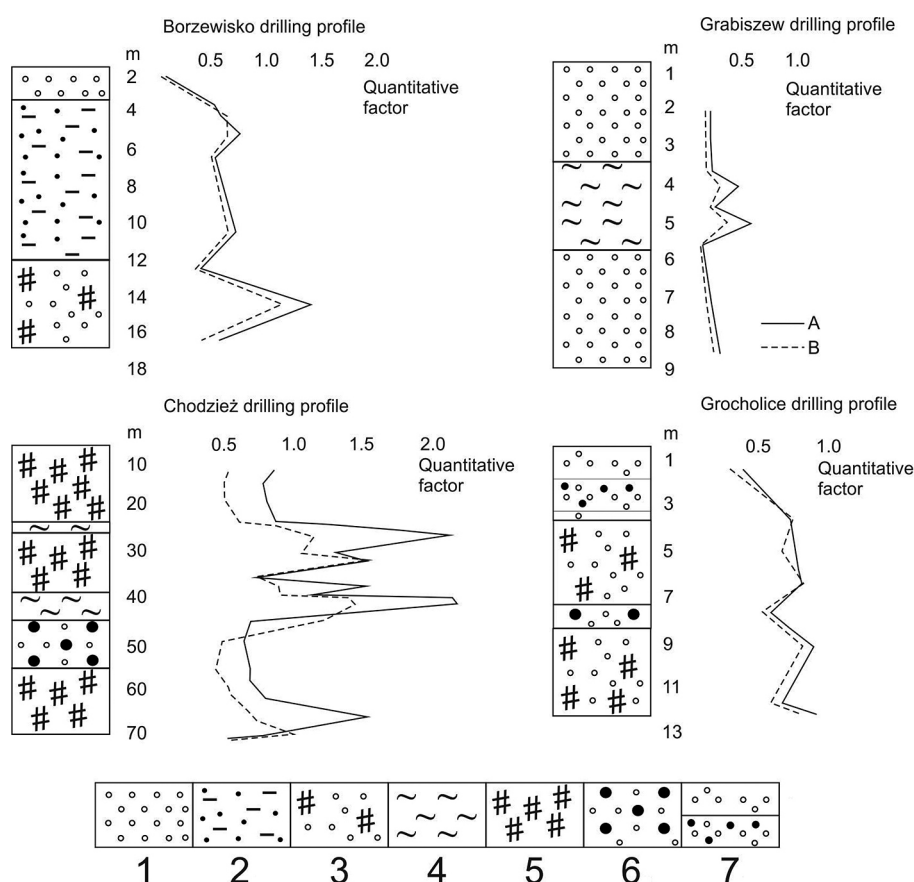 Borzewisko drilling profile
m
0.5 1.0 1.5 2.0
Quantitative
factor
2
4
6
8
10
12
14
16
18
Grabiszew drilling profile
m
0.5 1.0
Quantitative
factor
1
2
3
4
5
6
7
8
9
A
B
Chodzież drilling profile
m
0.5 1.0 1.5 2.0
Quantitative
factor
10
20
30
40
50
60
70
Grocholice drilling profile
m
0.5 1.0
Quantitative
factor
1
3
5
7
9
11
13
1 2 3 4 5 6 7